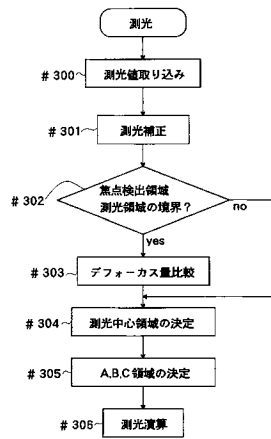 測光
#300 測光値取り込み
#301 測光補正
#302 焦点検出領域
測光領域の境界？ no
yes
#303 デフォーカス量比較
#304 測光中心領域の決定
#305 A,B,C領域の決定
#306 測光演算